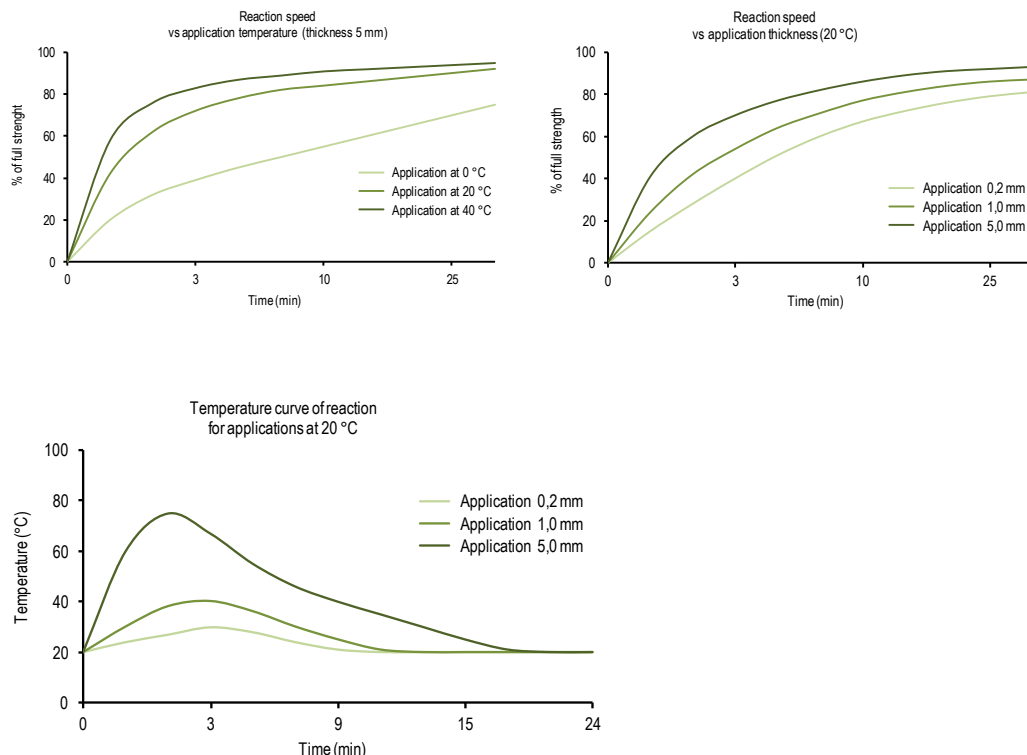 Reaction speed
vs application temperature (thickness 5 mm)
100
80
60
40
20
0
% of full strenght
Application at 0 °C
Application at 20 °C
Application at 40 °C
0 3 10 25
Time (min)
Reaction speed
vs application thickness (20 °C)
100
80
60
40
20
0
% of full strength
Application 0,2 mm
Application 1,0 mm
Application 5,0 mm
0 3 10 25
Time (min)
Temperature curve of reaction
for applications at 20 °C
100
80
60
40
20
0
Temperature (°C)
Application 0,2 mm
Application 1,0 mm
Application 5,0 mm
0 3 9 15 24
Time (min)